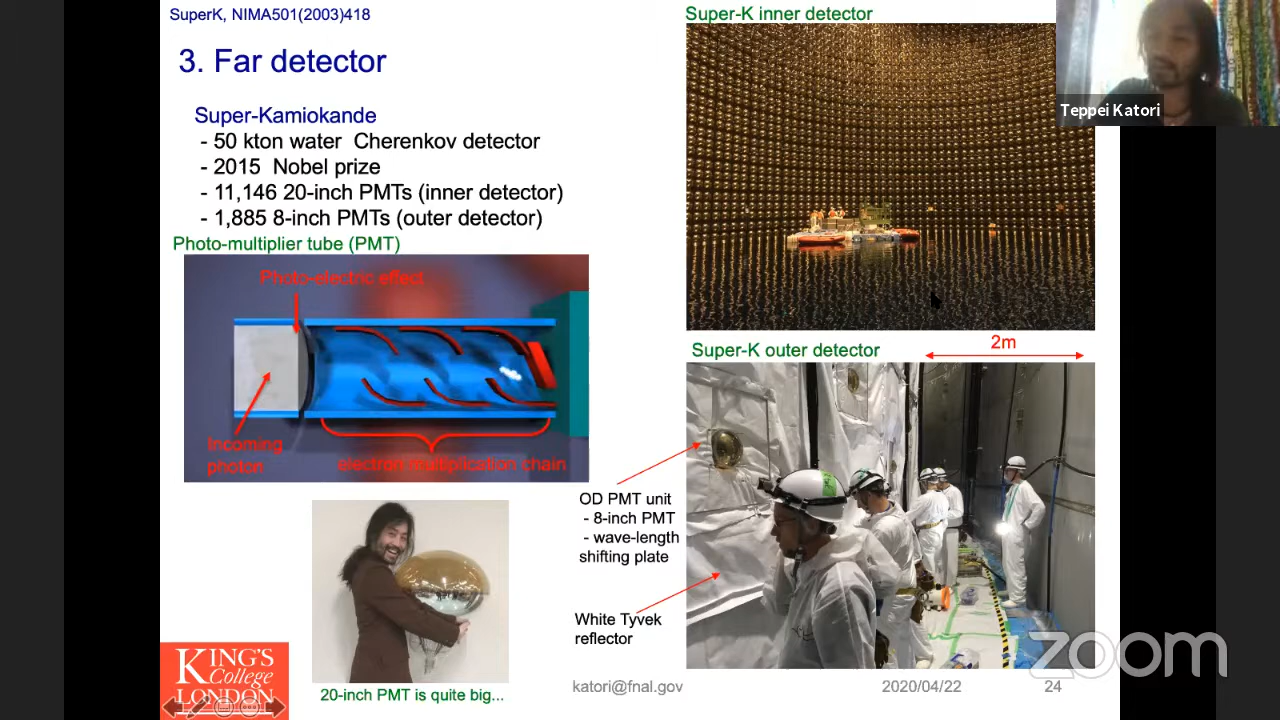 SuperK, NIMA501(2003)418
3. Far detector
Super-Kamiokande
- 50 kton water Cherenkov detector
- 2015 Nobel prize
- 11,146 20-inch PMTs (inner detector)
- 1,885 8-inch PMTs (outer detector)
Photo-multiplier tube (PMT)
Photo-electric effect
Incoming
photon
electron multiplication chain
20-inch PMT is quite big...
KING'S
College
LONDON
Super-K inner detector
Teppei Katori
Super-K outer detector
2m
OD PMT unit
- 8-inch PMT
- wave-length
shifting plate
White Tyvek
reflector
katori@fnal.gov
2020/04/22
24
zoom